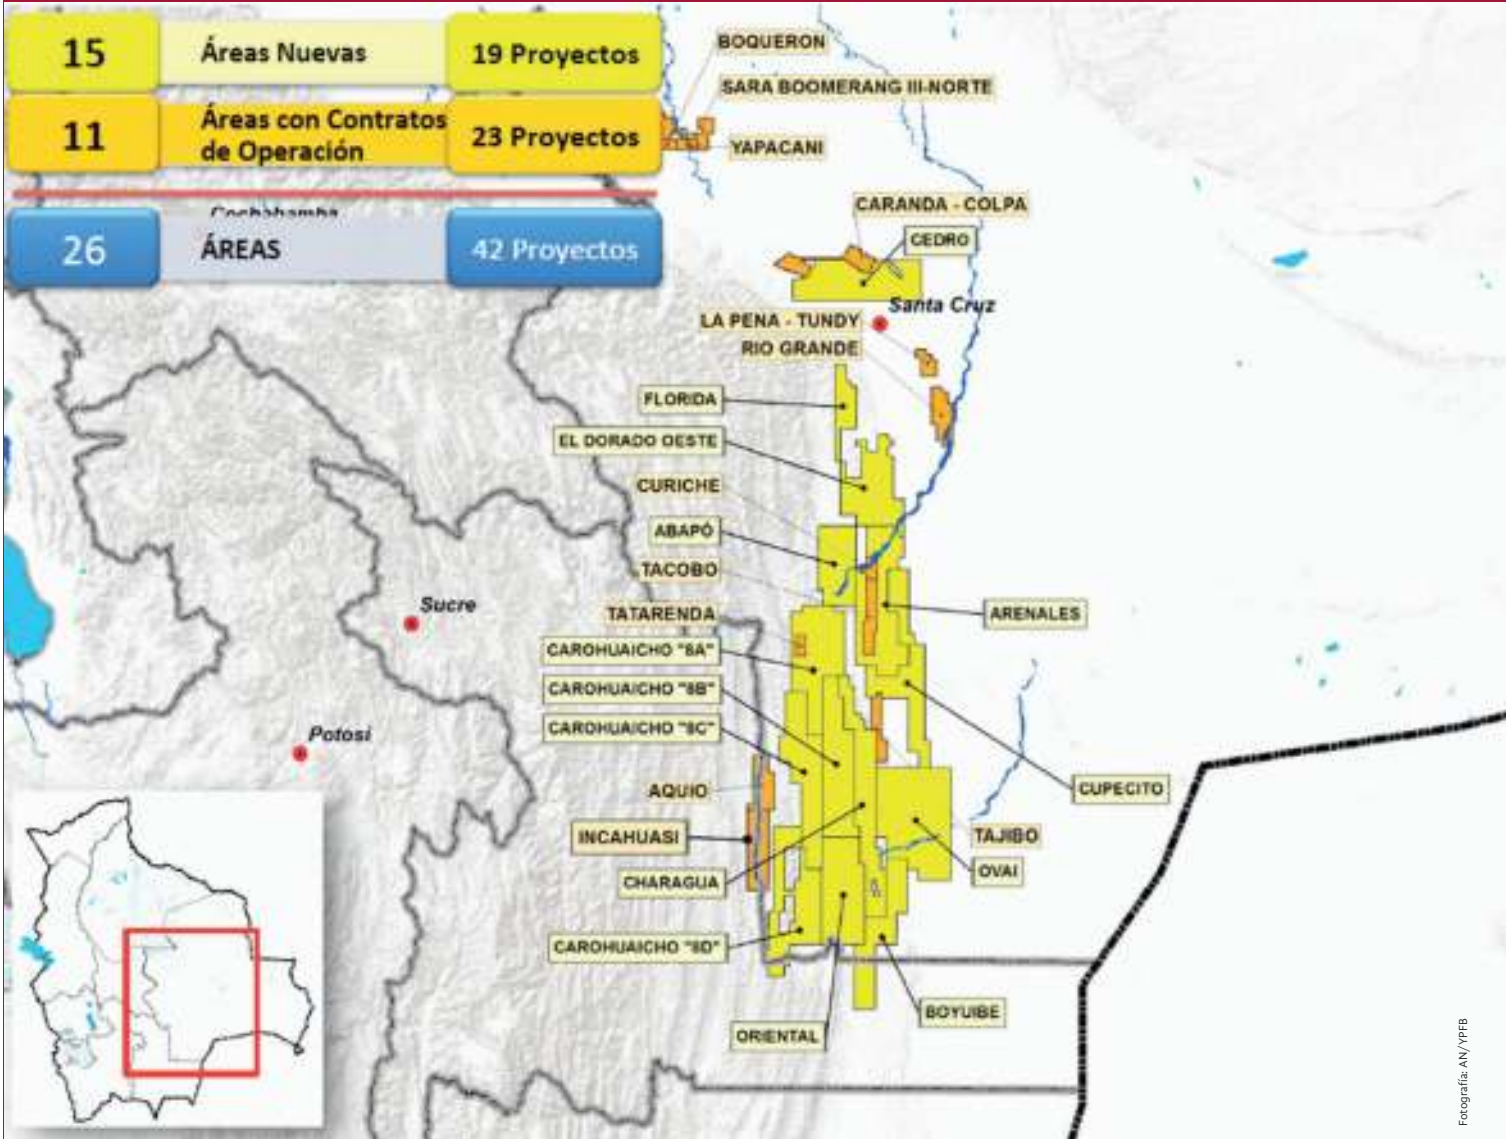 15 Áreas Nuevas 19 Proyectos
11 Áreas con Contratos de Operación 23 Proyectos
Cochabamba
26 ÁREAS 42 Proyectos
BOQUERON
SARA BOOMERANG III-NORTE
YAPACANI
CARANDA - COLPA
CEDRO
Santa Cruz
LA PENA - TUNDY
RIO GRANDE
FLORIDA
EL DORADO OESTE
CURICHE
ABAPÓ
TACOBO
Sucre
TATARENDA
ARENALES
CAROHUAICHO "8A"
CAROHUAICHO "8B"
CAROHUAICHO "8C"
Potosi
AQUIO
CUPECITO
INCAHUASI
TAJIBO
OVAI
CHARAGUA
CAROHUAICHO "8D"
BOYUIBE
ORIENTAL
Fotografía: AN/YPFB